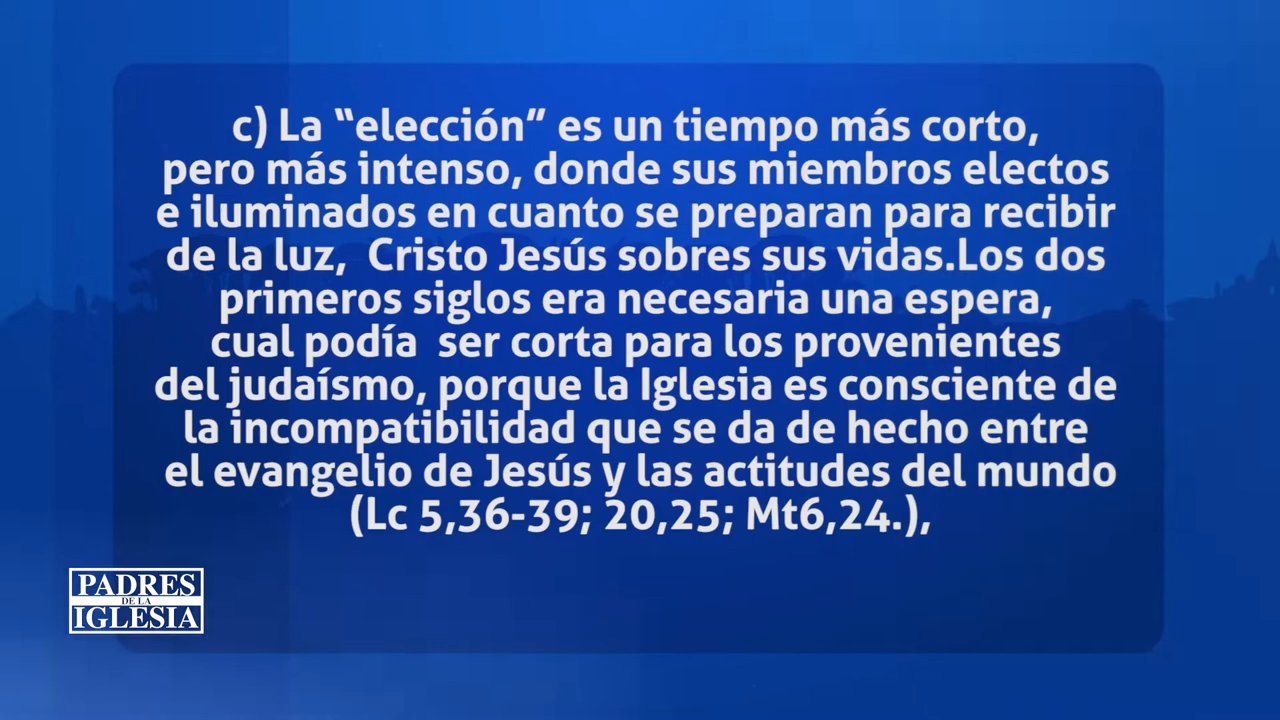 c) La “elección” es un tiempo más corto,
pero más intenso, donde sus miembros electos
e iluminados en cuanto se preparan para recibir
de la luz,  Cristo Jesús sobres sus vidas.Los dos
primeros siglos era necesaria una espera,
cual podía  ser corta para los provenientes
del judaísmo, porque la Iglesia es consciente de
la incompatibilidad que se da de hecho entre
el evangelio de Jesús y las actitudes del mundo
(Lc 5,36-39; 20,25; Mt6,24.),
PADRES
DE LA
IGLESIA